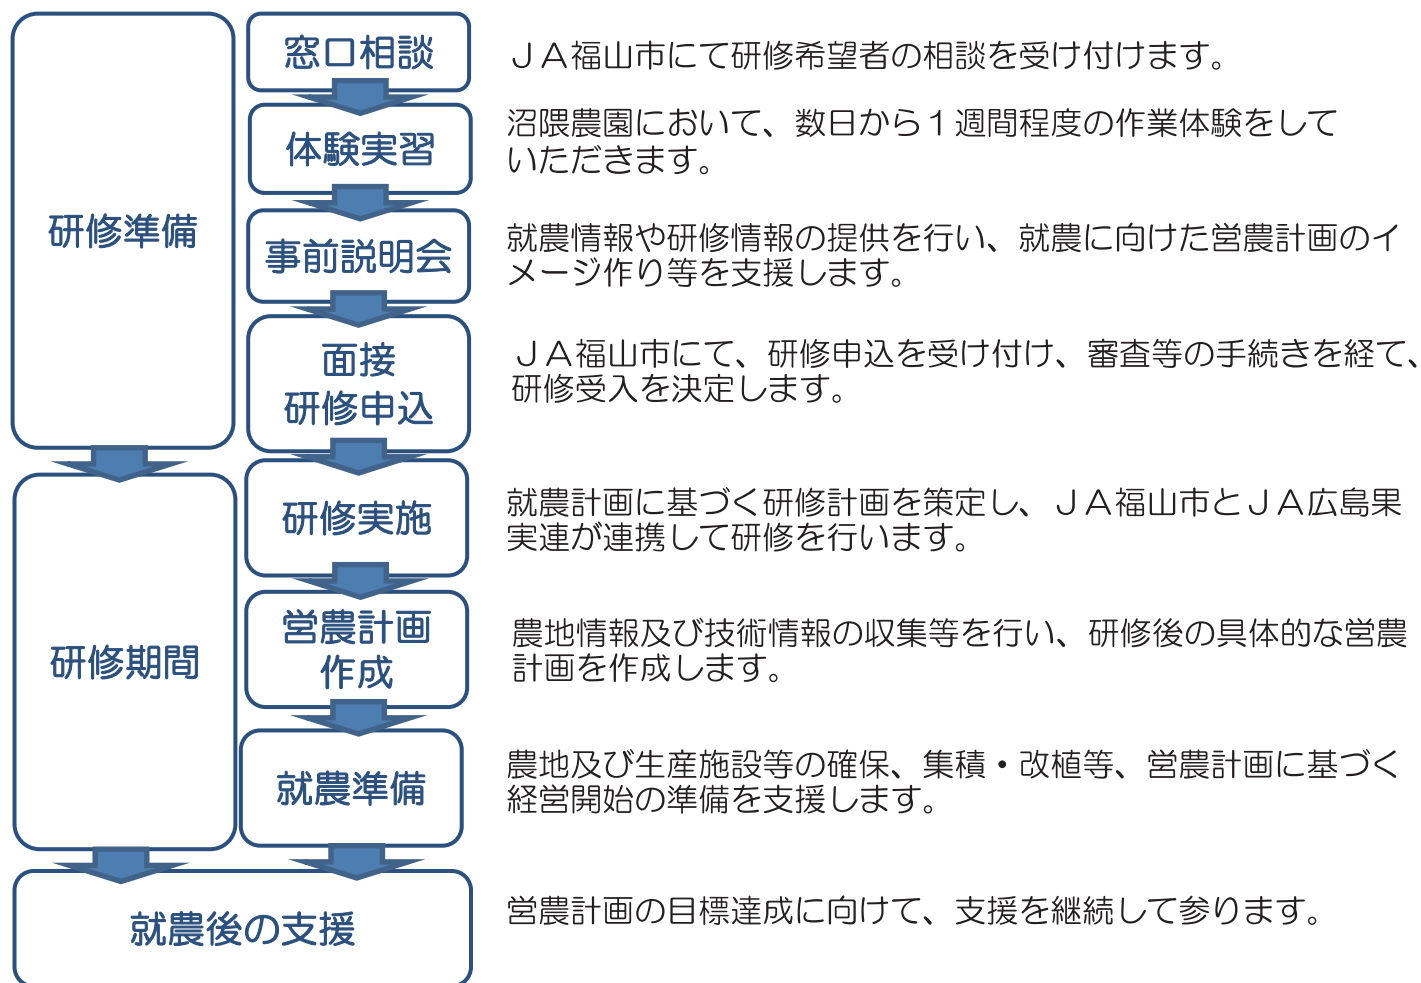 研修準備
窓口相談
ＪＡ福山市にて研修希望者の相談を受け付けます。
体験実習
沼隈農園において、数日から１週間程度の作業体験をして
いただきます。
事前説明会
就農情報や研修情報の提供を行い、就農に向けた営農計画のイ
メージ作り等を支援します。
面接
研修申込
ＪＡ福山市にて、研修申込を受け付け、審査等の手続きを経て、
研修受入を決定します。
研修期間
研修実施
就農計画に基づく研修計画を策定し、ＪＡ福山市とＪＡ広島果
実連が連携して研修を行います。
営農計画
作成
農地情報及び技術情報の収集等を行い、研修後の具体的な営農
計画を作成します。
就農準備
農地及び生産施設等の確保、集積・改植等、営農計画に基づく
経営開始の準備を支援します。
就農後の支援
営農計画の目標達成に向けて、支援を継続して参ります。